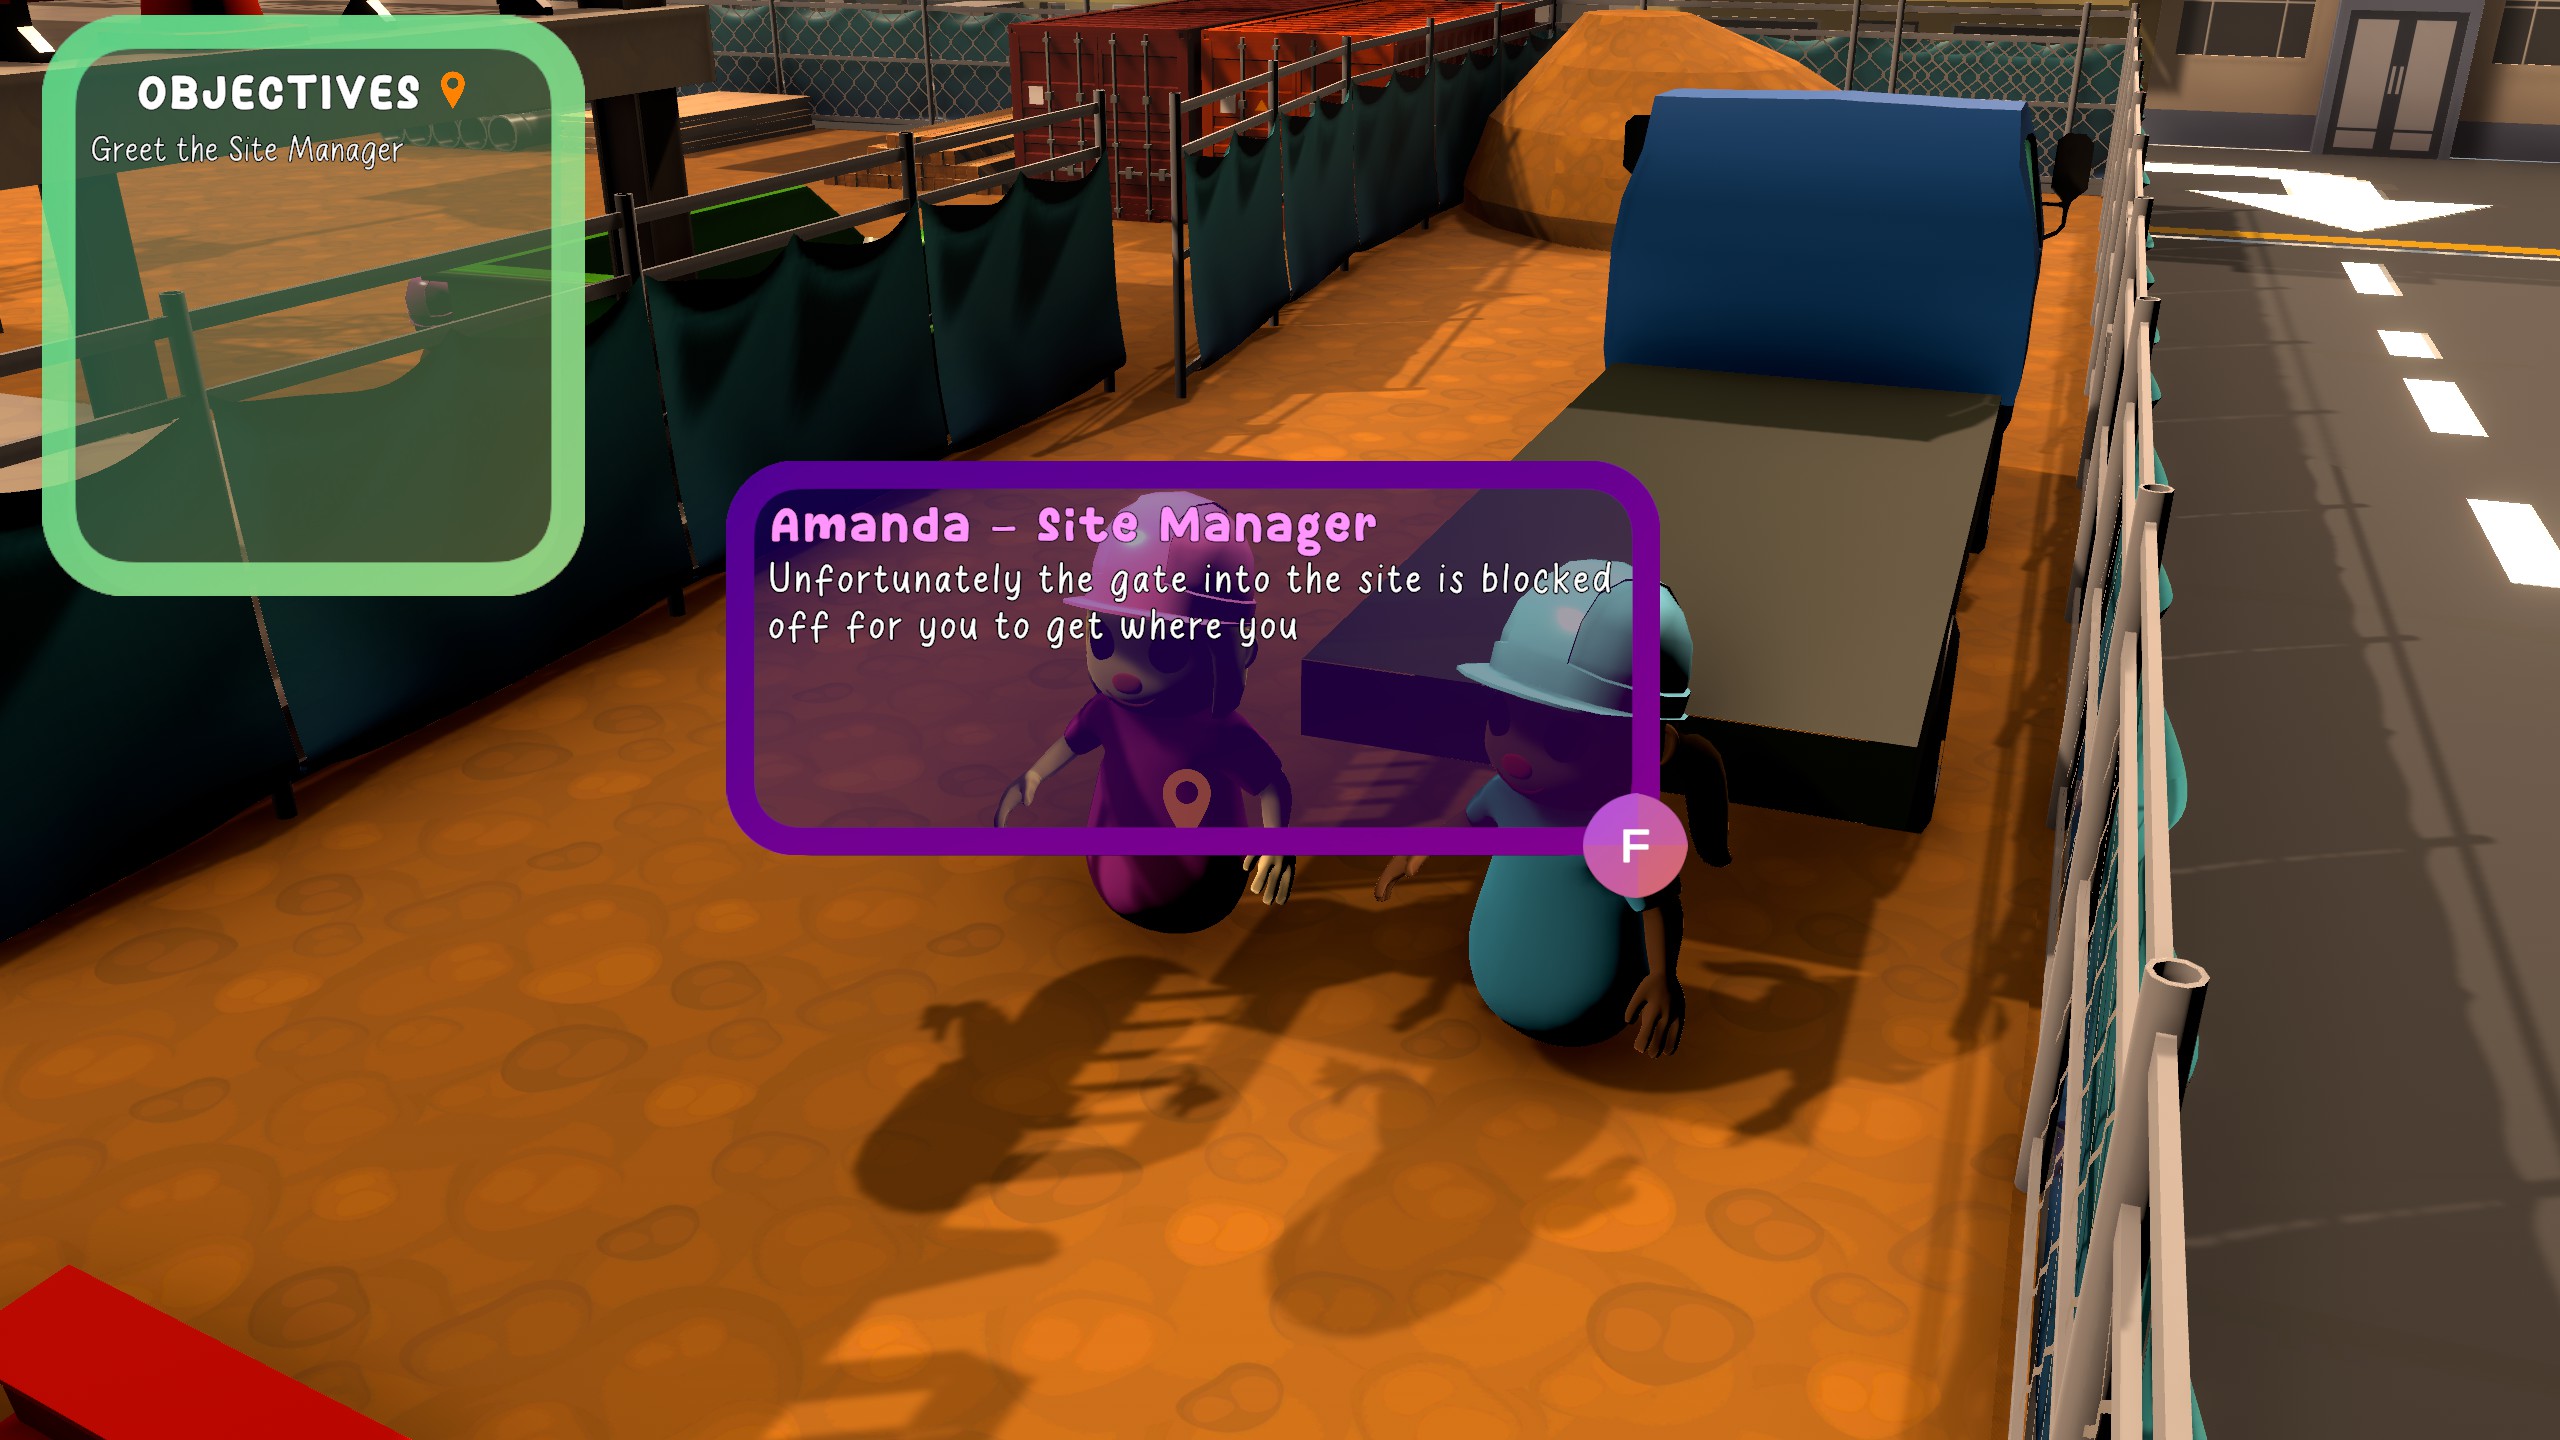 OBJECTIVES
Greet the Site Manager
Amanda - Site Manager
Unfortunately the gate into the site is blocked
off for you to get where you
F